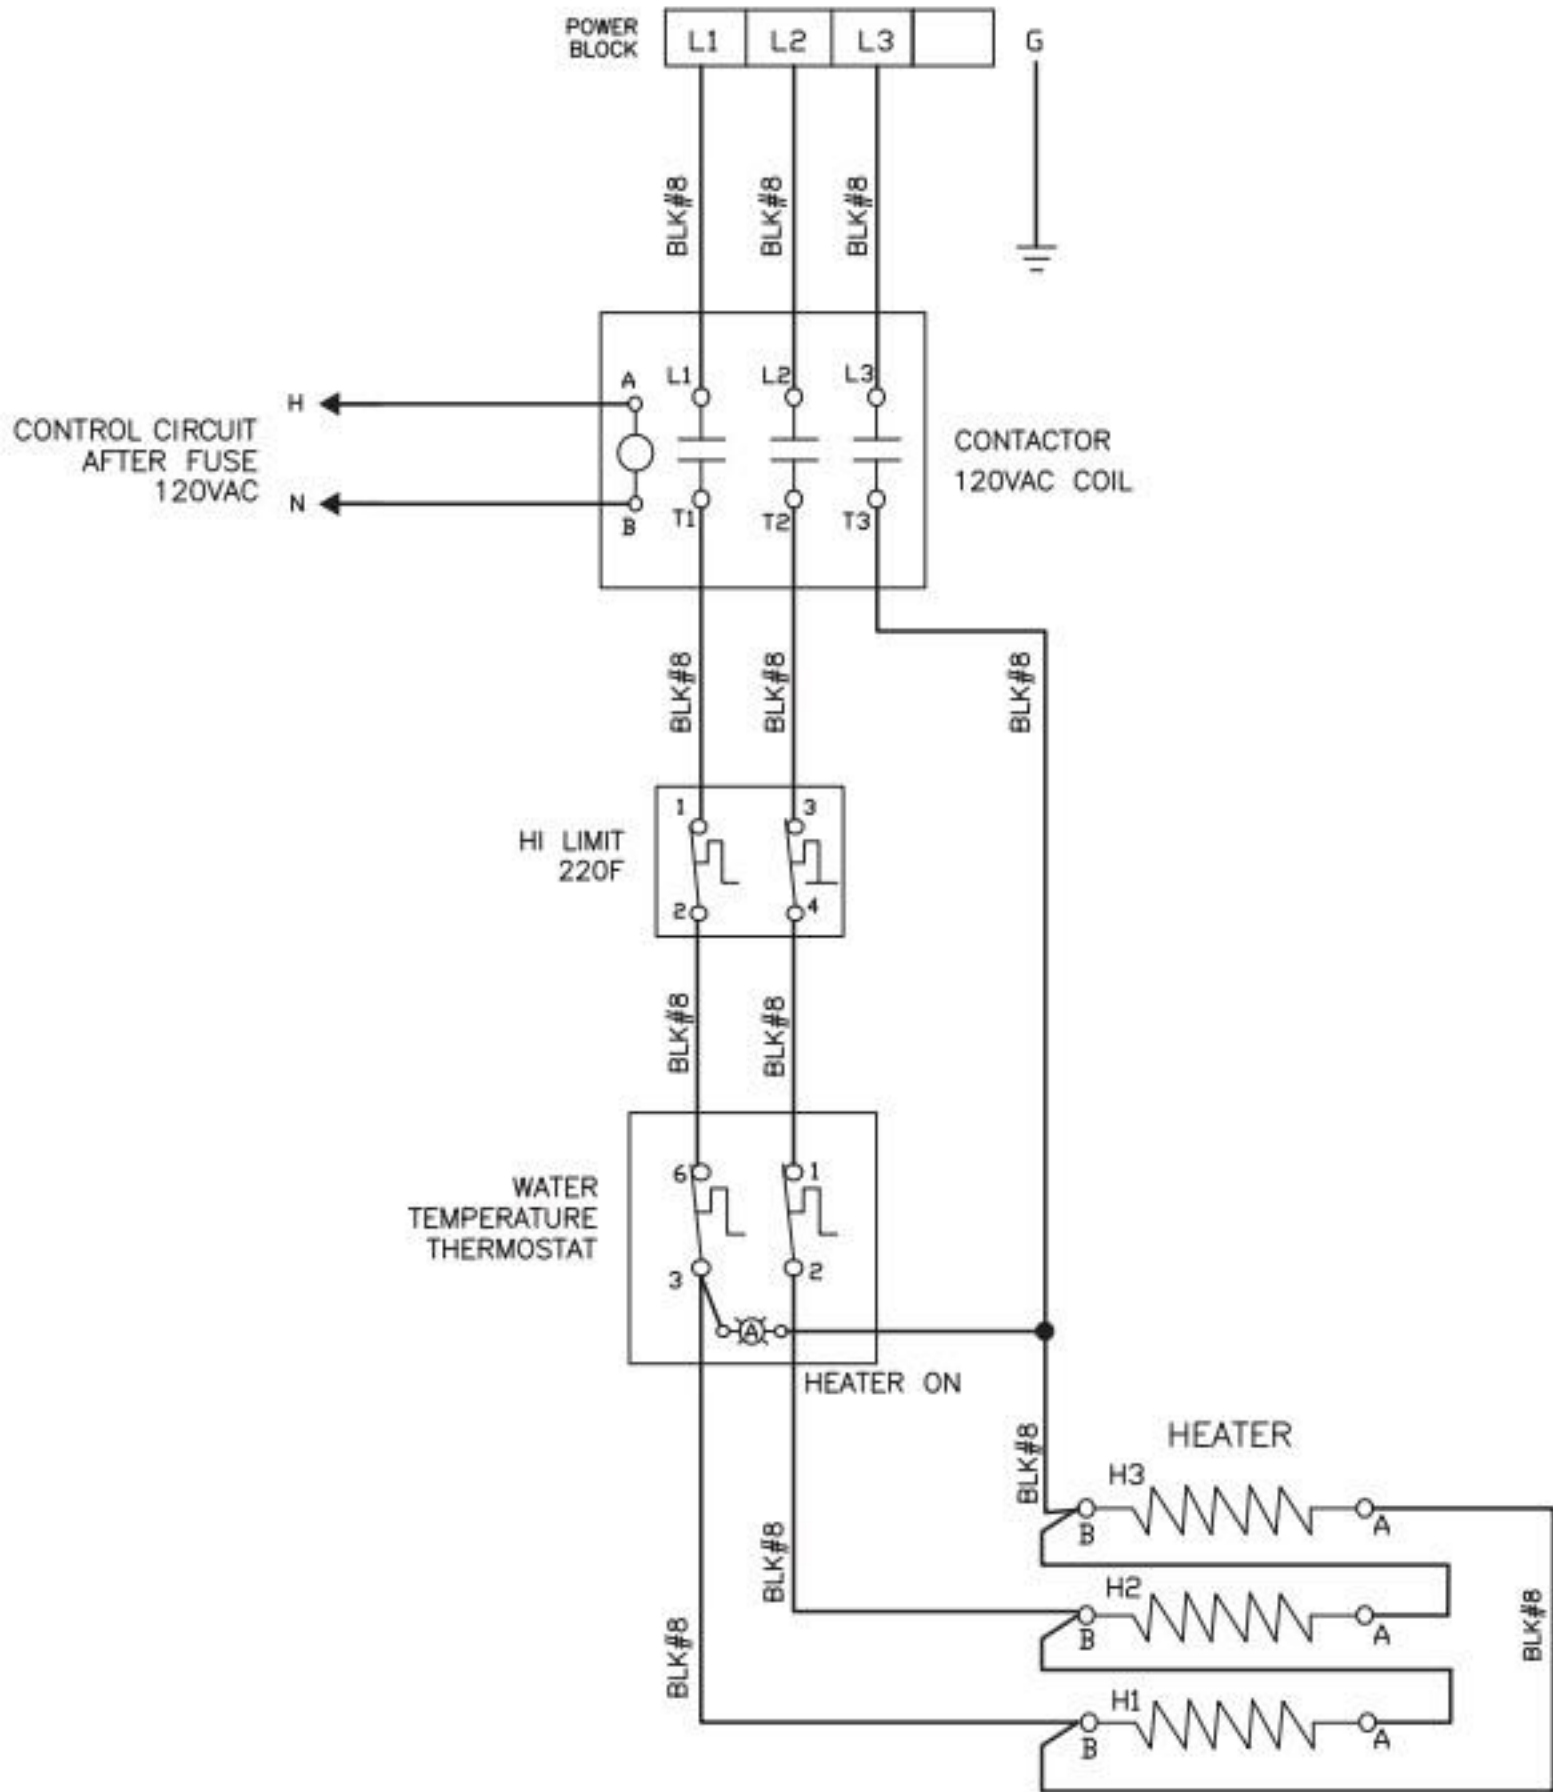 POWER
BLOCK
L1 L2 L3 G
BLK#8 BLK#8 BLK#8
A L1 L2 L3
H
CONTROL CIRCUIT
AFTER FUSE
120VAC
N
CONTACTOR
120VAC COIL
B T1 T2 T3
BLK#8 BLK#8 BLK#8
1 3
HI LIMIT
220F
2 4
BLK#8 BLK#8
6 1
WATER
TEMPERATURE
THERMOSTAT
3 2
A
HEATER ON
HEATER
BLK#8
H3
B A
BLK#8
H2
B A
BLK#8
BLK#8
H1
B A